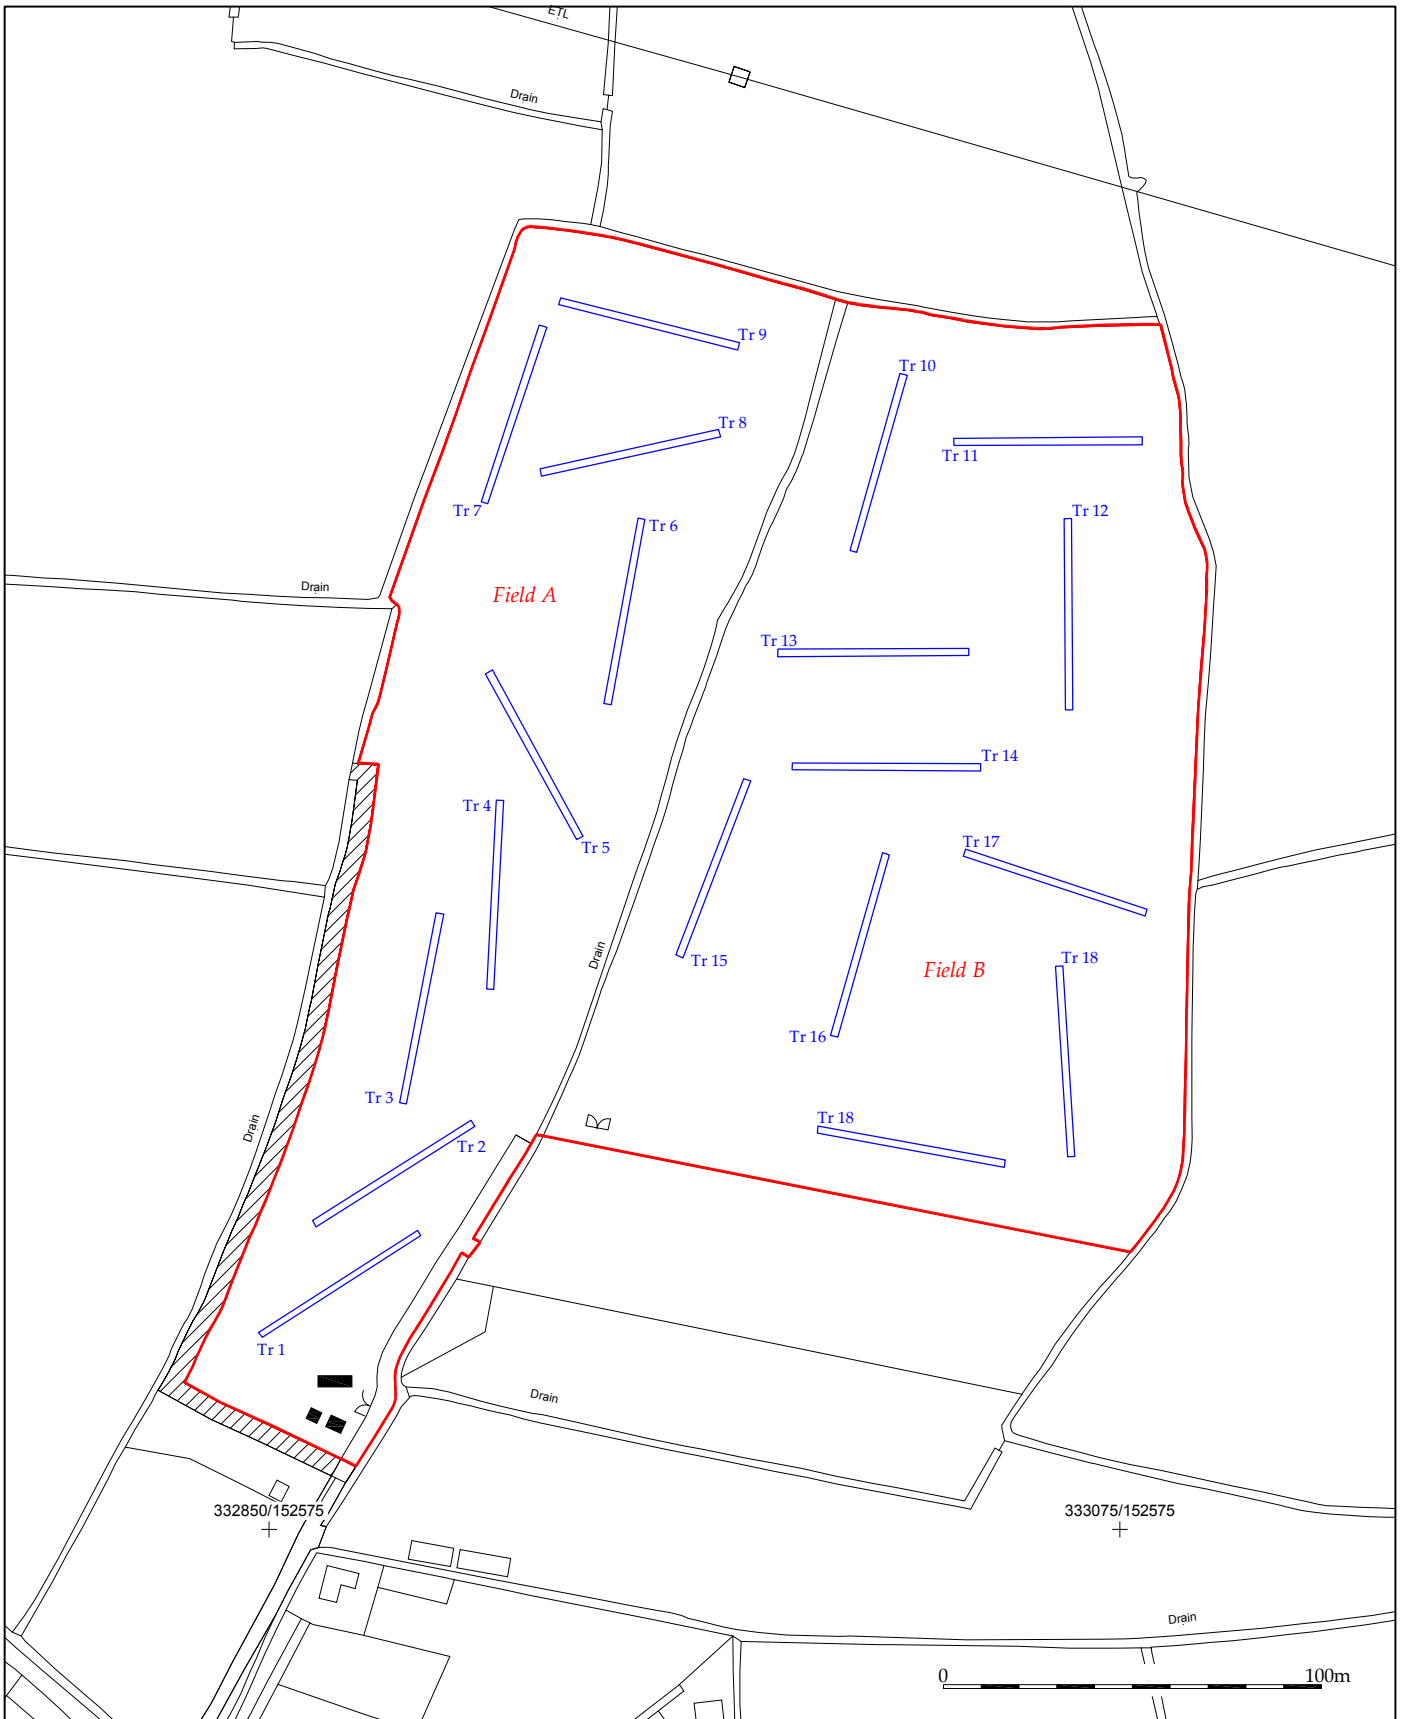 ETL
Drain
Tr 9
Tr 10
Tr 8
Tr 11
Tr 7
Tr 12
Tr 6
Drain
Field A
Tr 13
Tr 14
Tr 4
Tr 5
Tr 17
Drain
Tr 15
Tr 18
Field B
Tr 16
Tr 3
Drain
Tr 18
Tr 2
Tr 1
Drain
332850/152575
333075/152575
Drain
0 100m